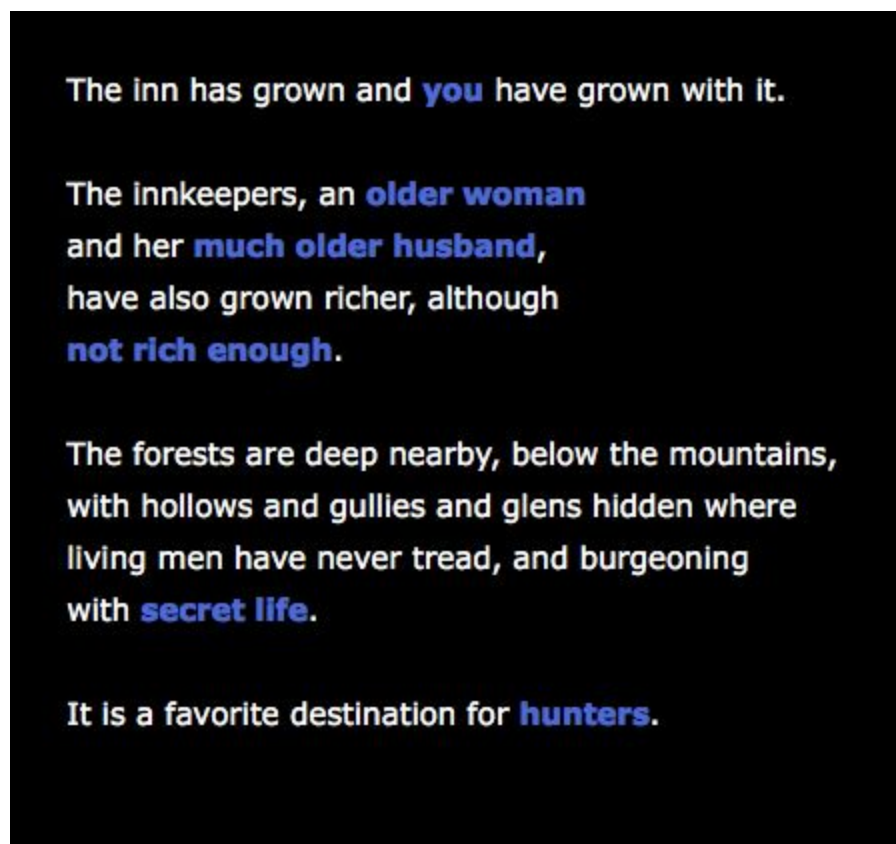 The inn has grown and you have grown with it.
The innkeepers, an older woman
and her much older husband,
have also grown richer, although
not rich enough.
The forests are deep nearby, below the mountains,
with hollows and gullies and glens hidden where
living men have never tread, and burgeoning
with secret life.
It is a favorite destination for hunters.